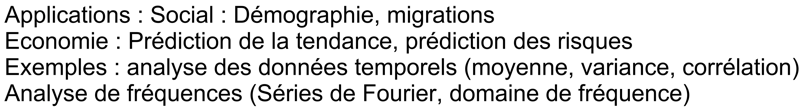 Applications : Social : Démographie, migrations
Economie : Prédiction de la tendance, prédiction des risques
Exemples : analyse des données temporels (moyenne, variance, corrélation)
Analyse de fréquences (Séries de Fourier, domaine de fréquence)